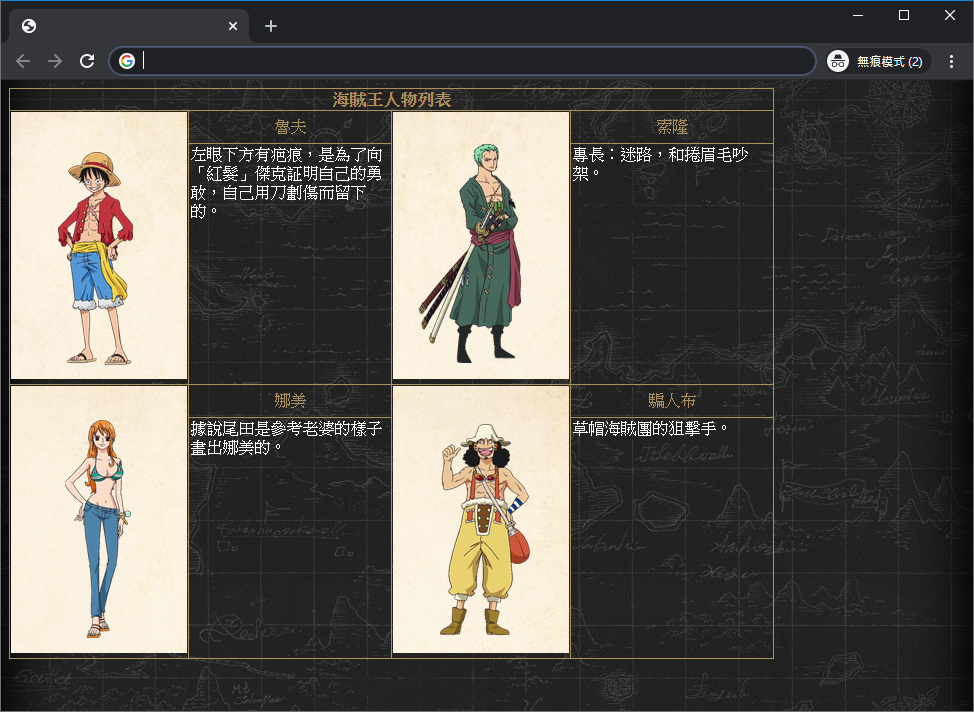 無痕模式 (2)
海賊王人物列表
魯夫
左眼下方有疤痕，是為了向
「紅髮」傑克証明自己的勇
敢，自己用刀劃傷而留下
的。
索隆
專長：迷路，和捲眉毛吵
架。
娜美
據說尾田是參考老婆的樣子
畫出娜美的。
騙人布
草帽海賊團的狙擊手。